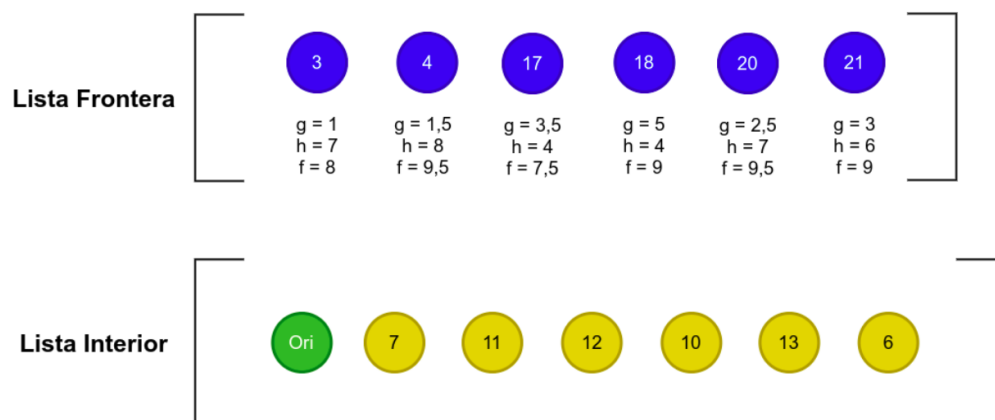 3 4 17 18 20 21
Lista Frontera
g = 1 g = 1,5 g = 3,5 g = 5 g = 2,5 g = 3
h = 7 h = 8 h = 4 h = 4 h = 7 h = 6
f = 8 f = 9,5 f = 7,5 f = 9 f = 9,5 f = 9
Lista Interior Ori 7 11 12 10 13 6